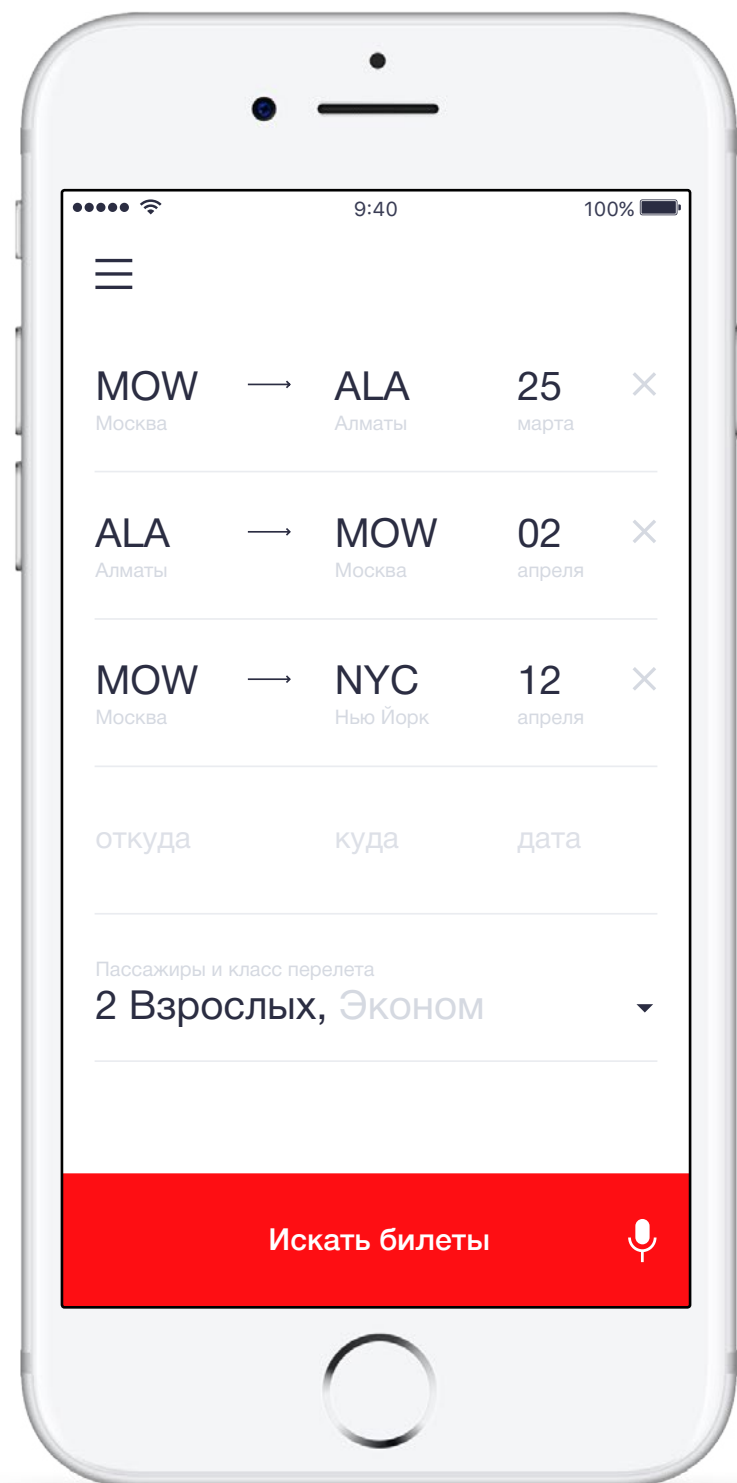 9:40 100%
MOW → ALA 25 ×
Москва Алматы марта
ALA → MOW 02 ×
Алматы Москва апреля
MOW → NYC 12 ×
Москва Нью Йорк апреля
откуда куда дата
Пассажиры и класс перелета
2 Взрослых, Эконом
Искать билеты